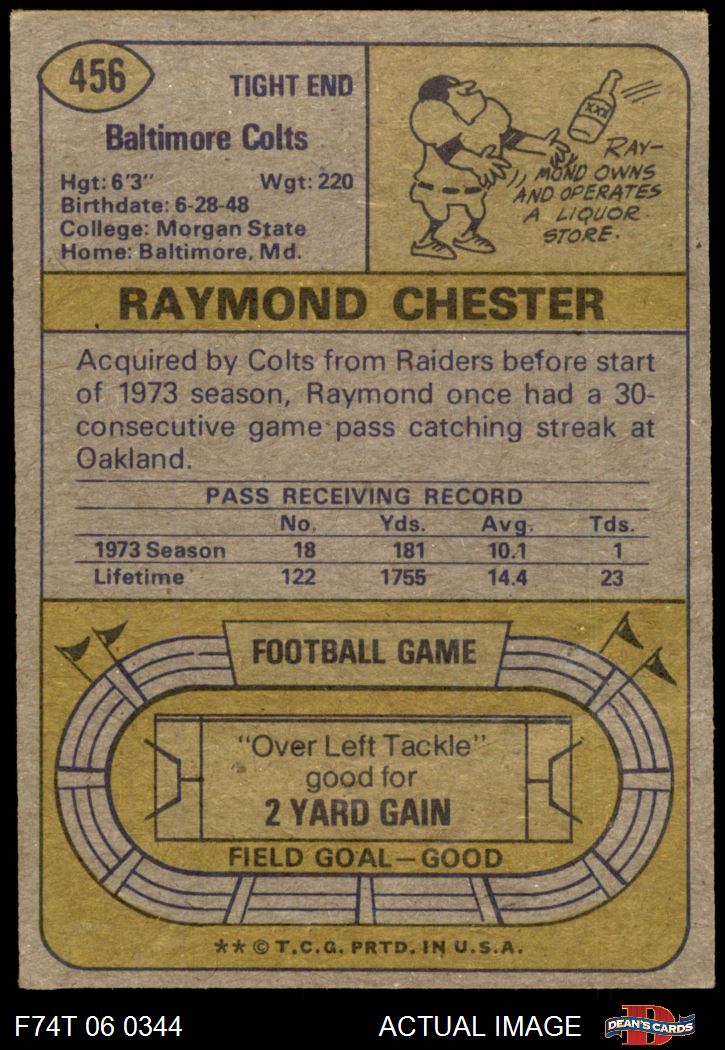 456
TIGHT END
Baltimore Colts
Hgt: 6'3" Wgt: 220
Birthdate: 6-28-48
College: Morgan State
Home: Baltimore, Md.
XXX
RAY-
MOND OWNS
AND OPERATES
A LIQUOR
STORE.
RAYMOND CHESTER
Acquired by Colts from Raiders before start
of 1973 season, Raymond once had a 30-
consecutive game pass catching streak at
Oakland.
PASS RECEIVING RECORD
No. Yds. Avg. Tds.
1973 Season 18 181 10.1 1
Lifetime 122 1755 14.4 23
FOOTBALL GAME
"Over Left Tackle"
good for
2 YARD GAIN
FIELD GOAL—GOOD
** © T.C.G. PRTD. IN U.S.A.
F74T 06 0344 ACTUAL IMAGE
D
DEAN'S CARDS